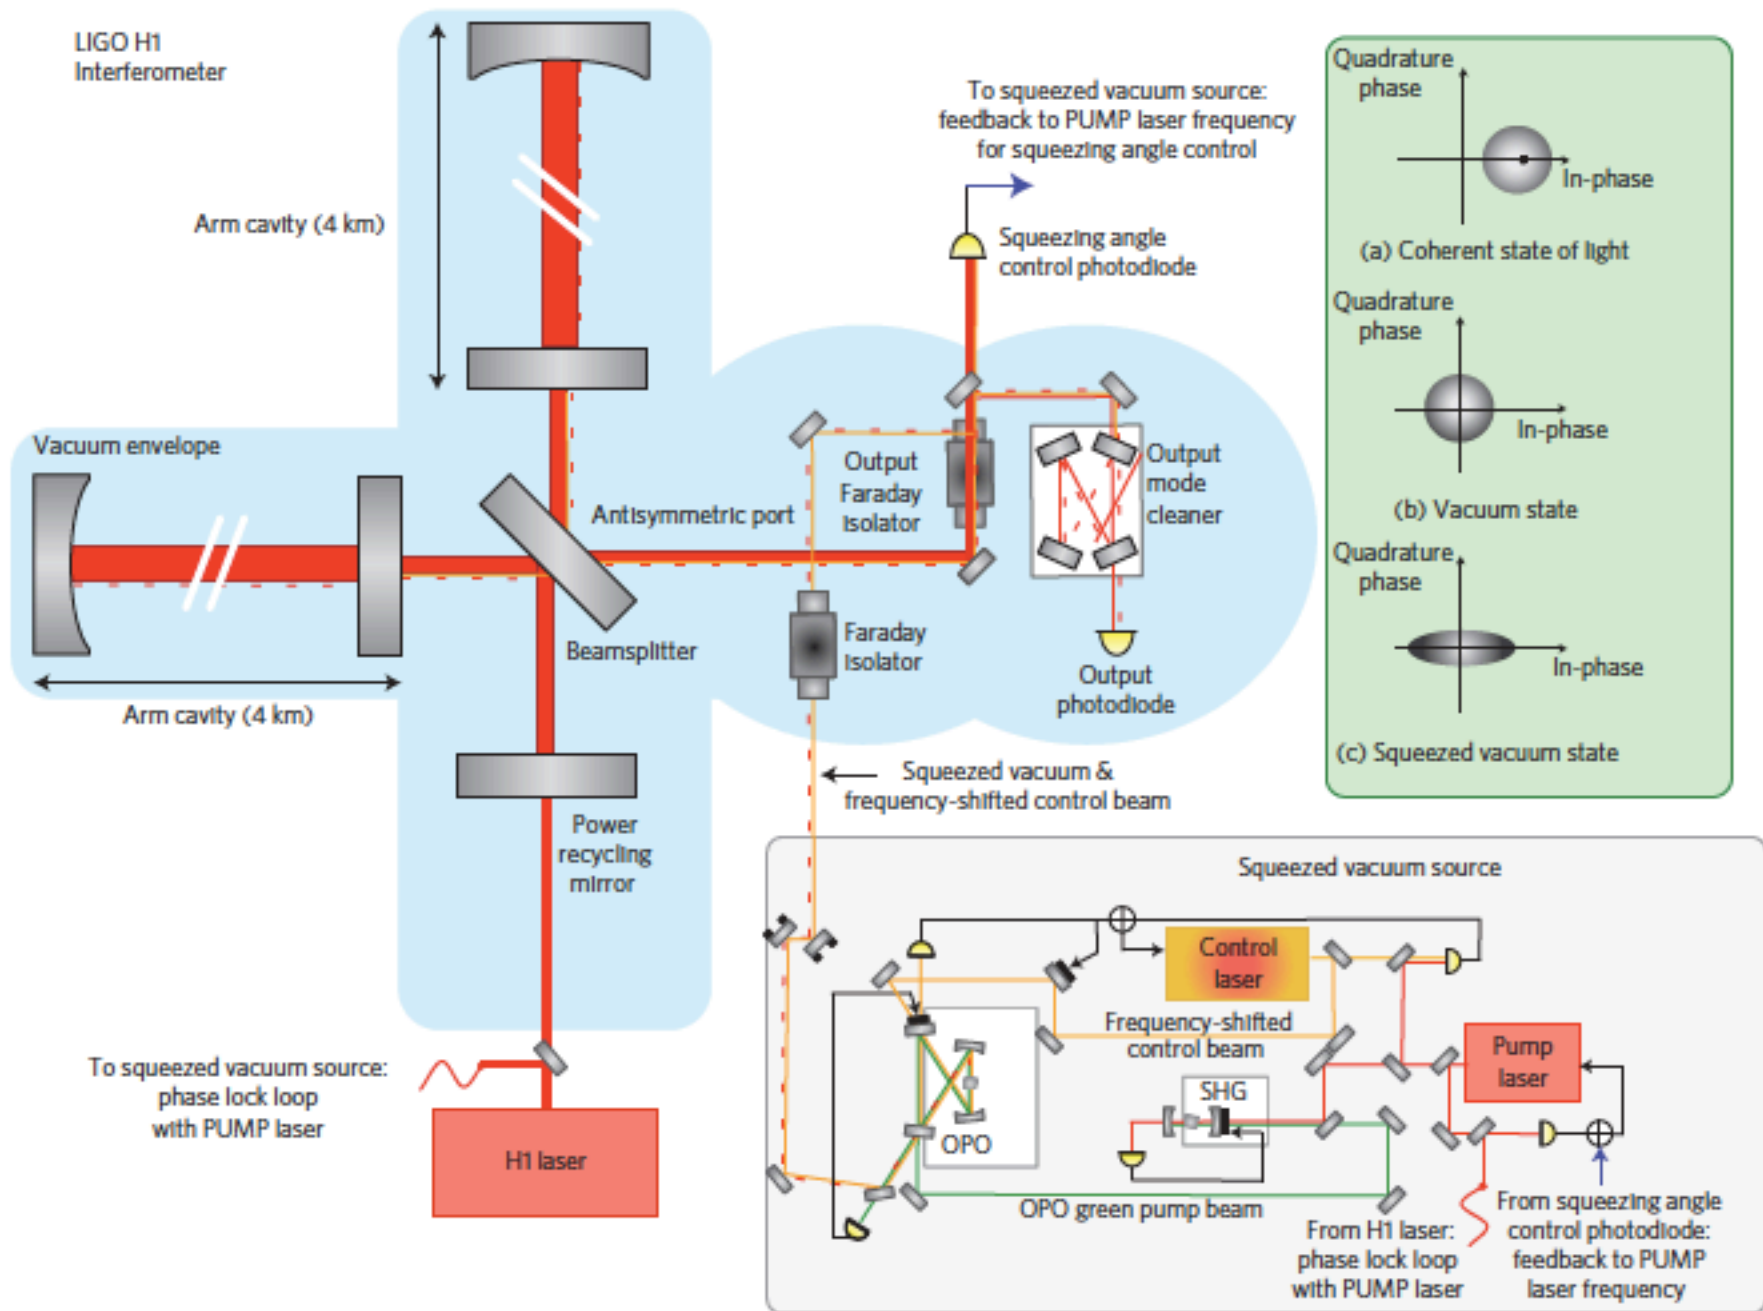 LIGO H1
Interferometer
Arm cavity (4 km)
Vacuum envelope
Arm cavity (4 km)
Antisymmetric port
Beamsplitter
Power
recycling
mirror
To squeezed vacuum source:
phase lock loop
with PUMP laser
H1 laser
To squeezed vacuum source:
feedback to PUMP laser frequency
for squeezing angle control
Squeezing angle
control photodiode
Output
Faraday
isolator
Output
mode
cleaner
Faraday
isolator
Output
photodiode
Squeezed vacuum &
frequency-shifted control beam
Quadrature
phase
In-phase
(a) Coherent state of light
Quadrature
phase
In-phase
(b) Vacuum state
Quadrature
phase
In-phase
(c) Squeezed vacuum state
Squeezed vacuum source
Control
laser
Frequency-shifted
control beam
Pump
laser
SHG
OPO
OPO green pump beam
From H1 laser:
phase lock loop
with PUMP laser
From squeezing angle
control photodiode:
feedback to PUMP
laser frequency